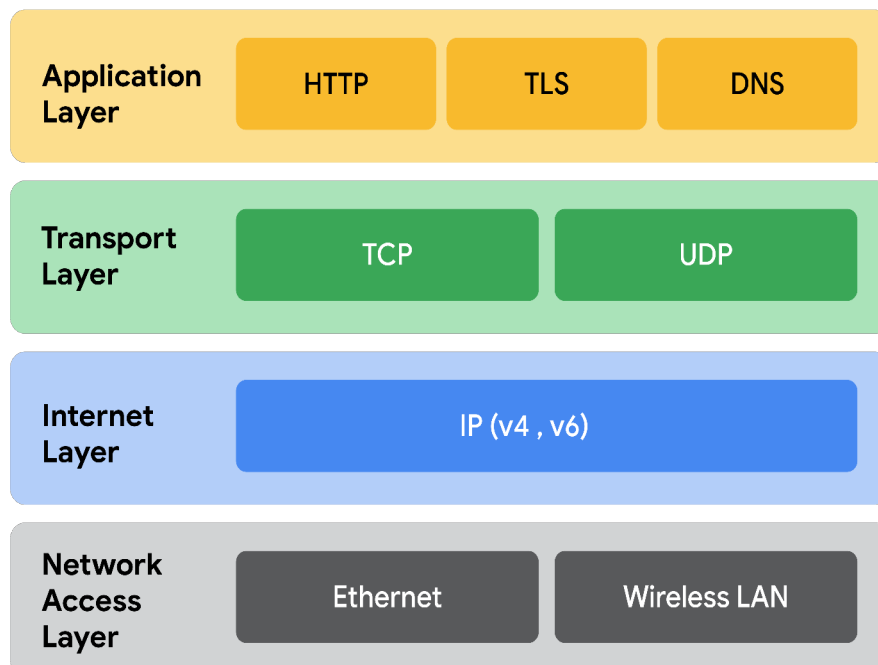 Application
Layer
HTTP
TLS
DNS
Transport
Layer
TCP
UDP
Internet
Layer
IP (v4 , v6)
Network
Access
Layer
Ethernet
Wireless LAN